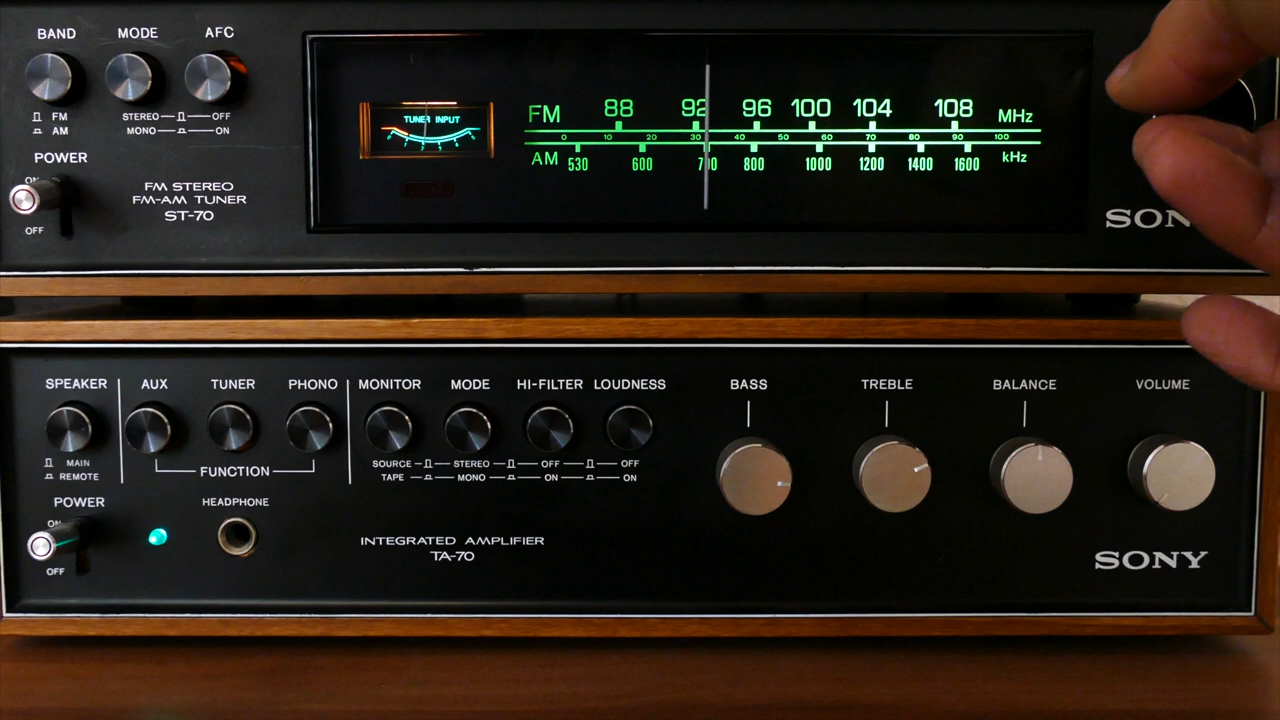 BAND MODE AFC
FM STEREO OFF
AM MONO ON
POWER
ON
OFF
FM STEREO
FM-AM TUNER
ST-70
TUNER INPUT
FM 88 92 96 100 104 108 MHz
0 10 20 30 40 50 60 70 80 90 100
AM 530 600 700 800 1000 1200 1400 1600 kHz
SON
SPEAKER AUX TUNER PHONO MONITOR MODE HI-FILTER LOUDNESS BASS TREBLE BALANCE VOLUME
MAIN SOURCE STEREO OFF OFF
REMOTE FUNCTION TAPE MONO ON ON
POWER HEADPHONE
ON
OFF
INTEGRATED AMPLIFIER
TA-70
SONY